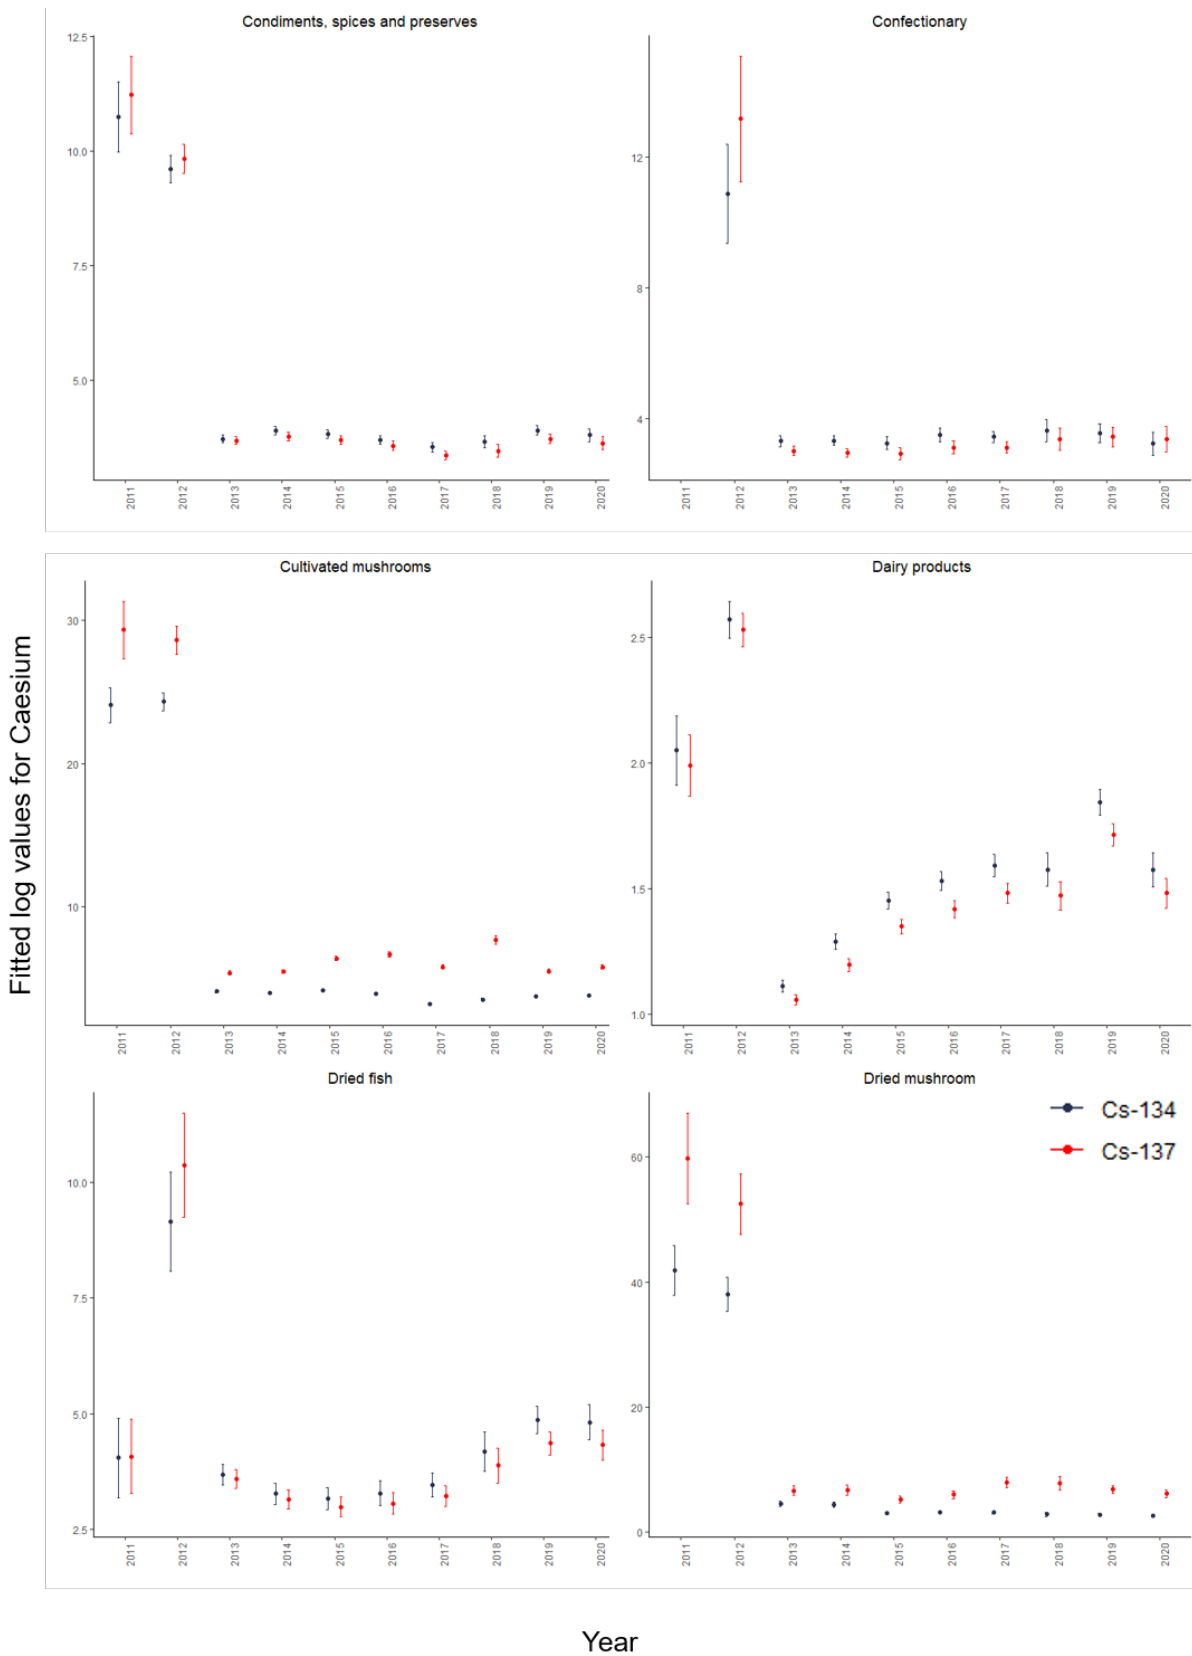 Condiments, spices and preserves
12.5
10.0
7.5
5.0
2011 2012 2013 2014 2015 2016 2017 2018 2019 2020
Confectionary
12
8
4
2011 2012 2013 2014 2015 2016 2017 2018 2019 2020
Fitted log values for Caesium
Cultivated mushrooms
30
20
10
2011 2012 2013 2014 2015 2016 2017 2018 2019 2020
Dairy products
2.5
2.0
1.5
1.0
2011 2012 2013 2014 2015 2016 2017 2018 2019 2020
Dried fish
10.0
7.5
5.0
2.5
2011 2012 2013 2014 2015 2016 2017 2018 2019 2020
Dried mushroom
Cs-134
Cs-137
60
40
20
0
2011 2012 2013 2014 2015 2016 2017 2018 2019 2020
Year